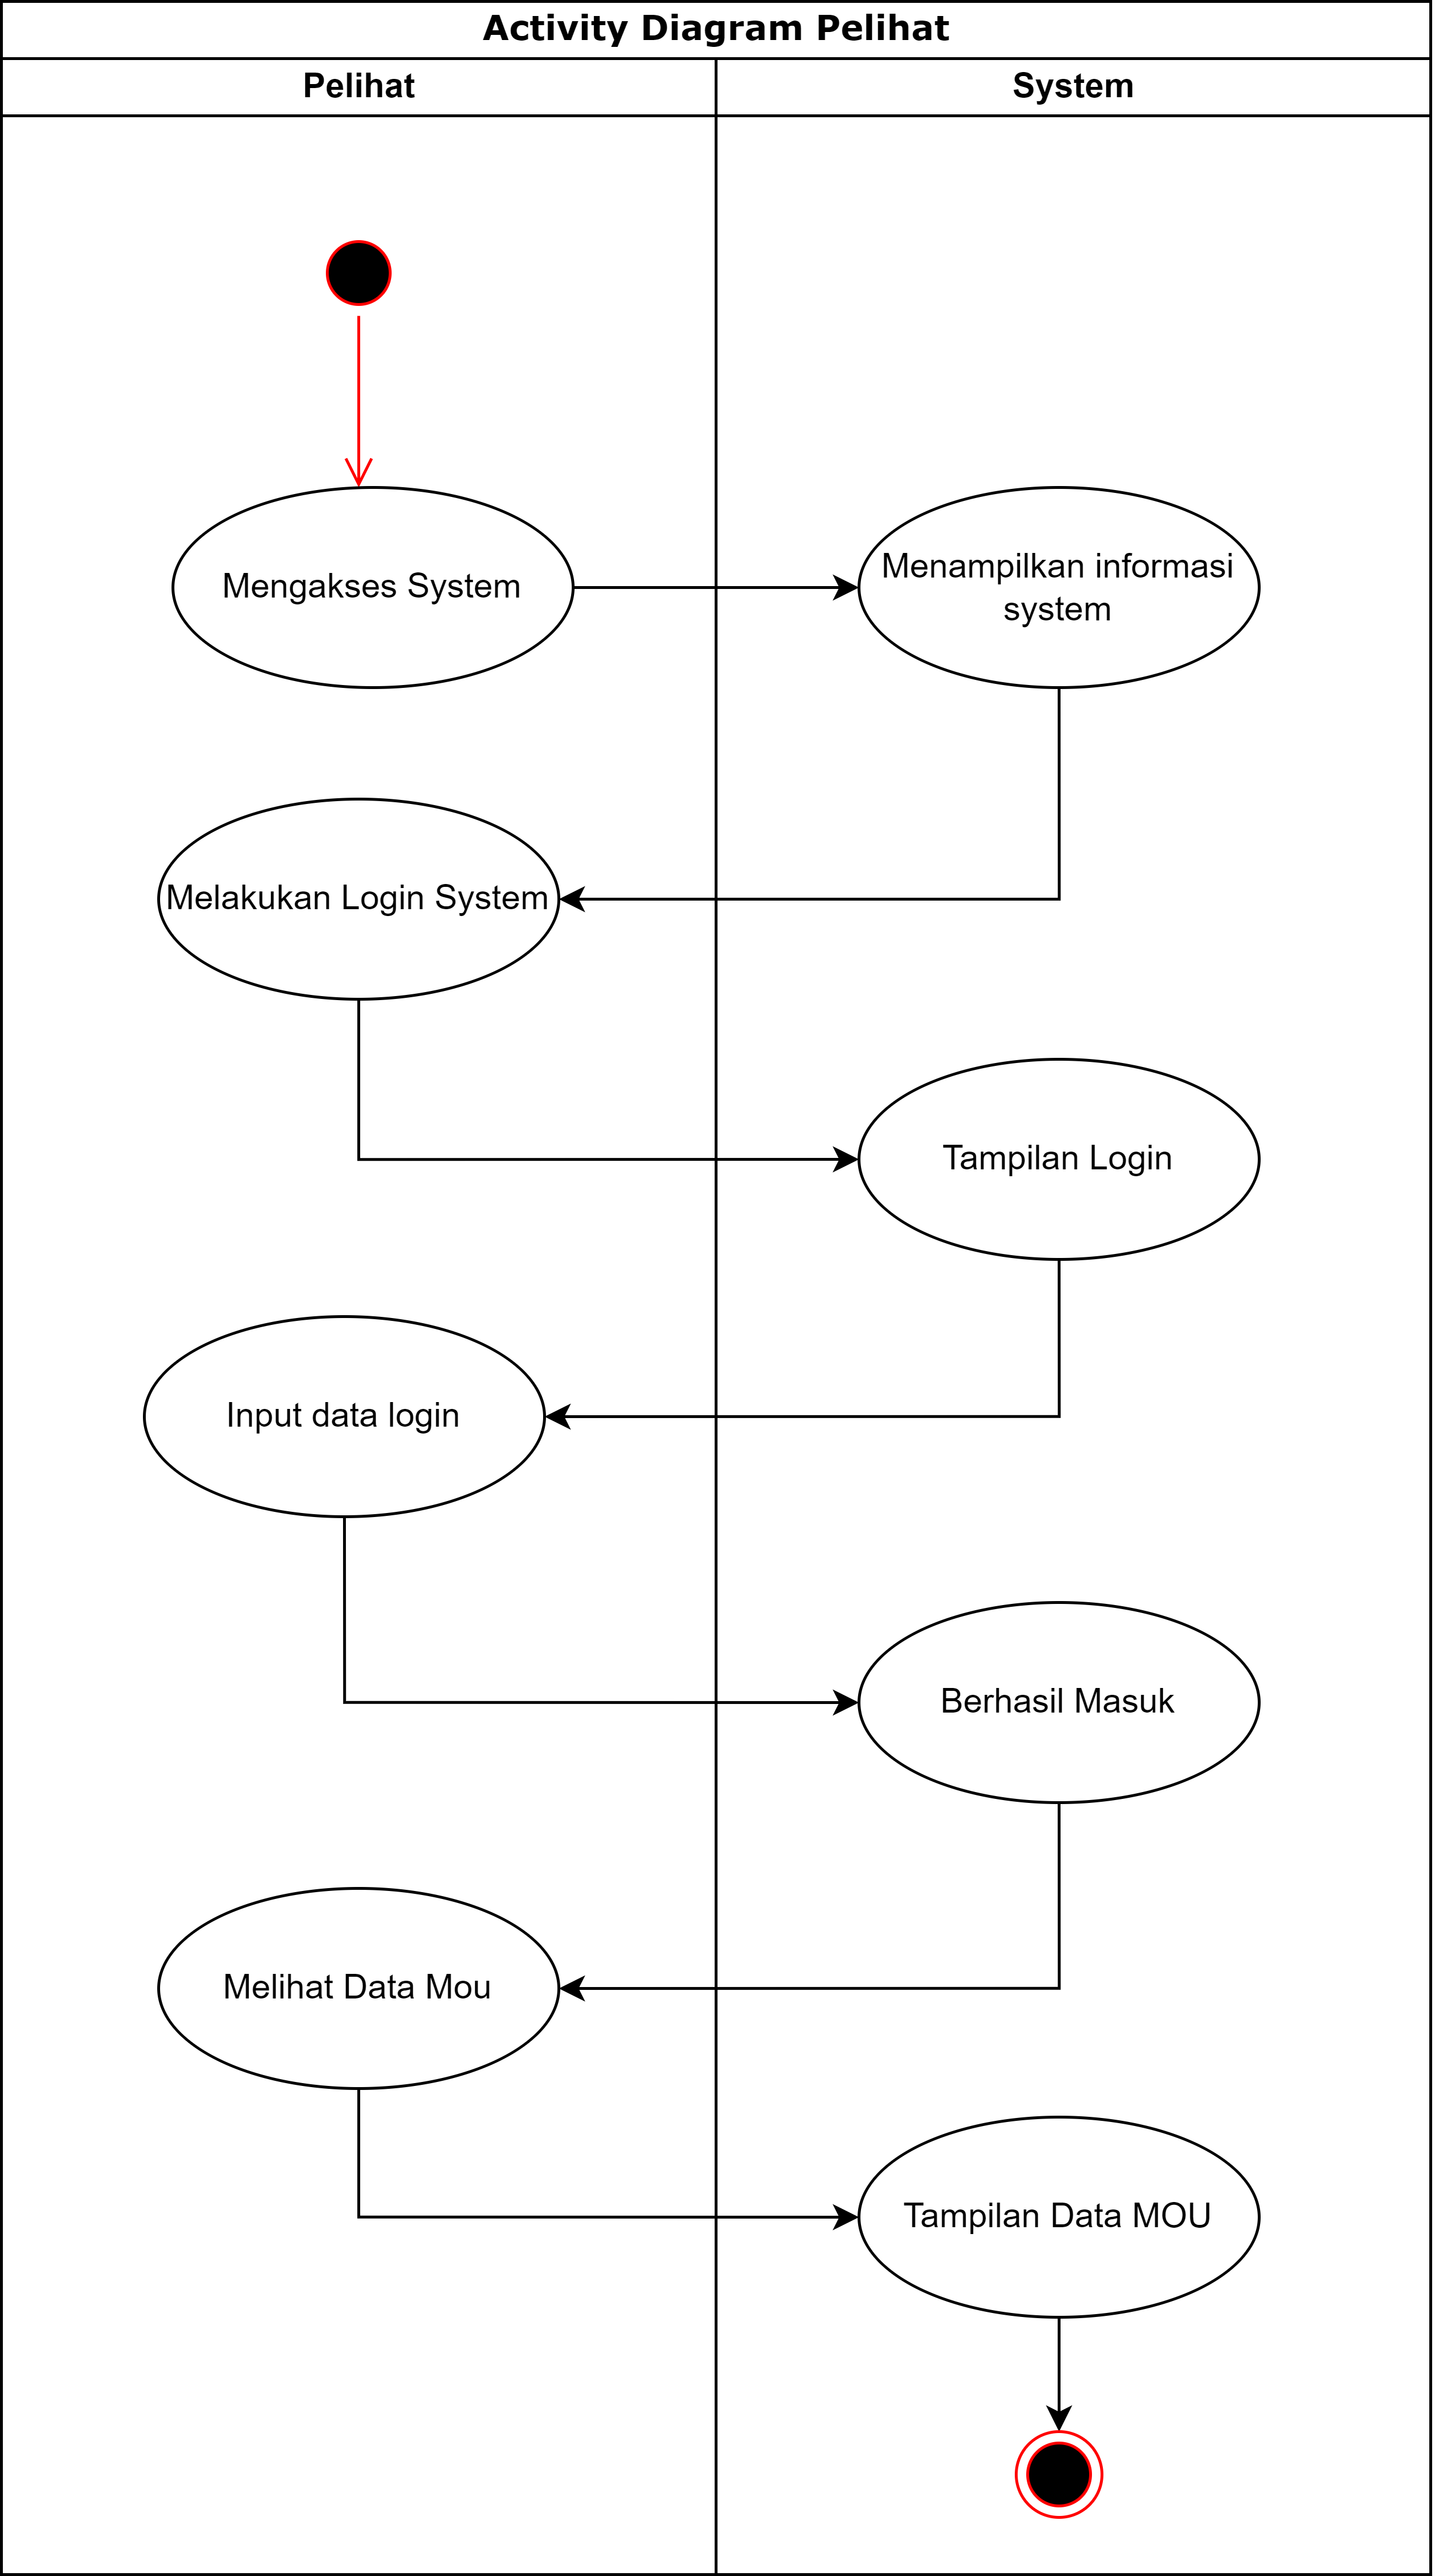 Activity Diagram Pelihat
Pelihat
System
Mengakses System
Menampilkan informasi
system
Melakukan Login System
Tampilan Login
Input data login
Berhasil Masuk
Melihat Data Mou
Tampilan Data MOU